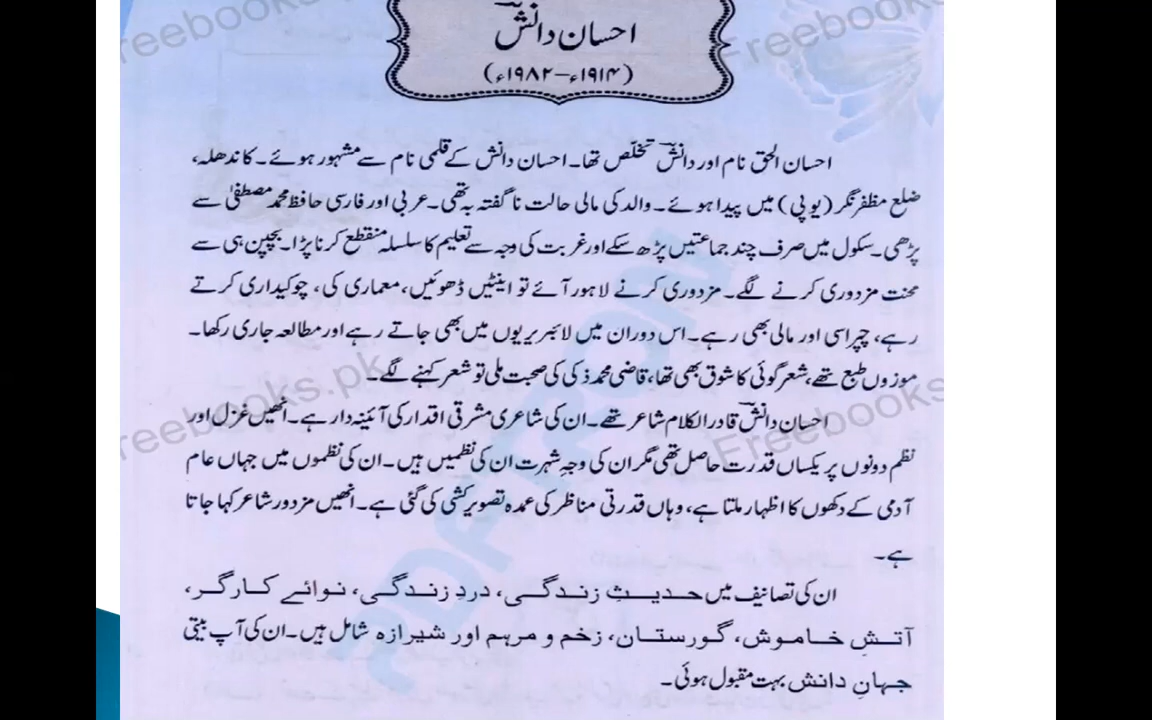 احسان دانشؔ
(۱۹۱۴ء–۱۹۸۲ء)
احسان الحق نام اور دانشؔ تخلّص تھا۔ احسان دانش کے قلمی نام سے مشہور ہوئے۔ کاندھلہ،
ضلع مظفر نگر (یوپی) میں پیدا ہوئے۔ والد کی مالی حالت ناگفتہ بہ تھی۔ عربی اور فارسی حافظ محمد مصطفیٰ سے
پڑھی۔ سکول میں صرف چند جماعتیں پڑھ سکے اور غربت کی وجہ سے تعلیم کا سلسلہ منقطع کرنا پڑا۔ بچپن ہی سے
محنت مزدوری کرنے لگے۔ مزدوری کرنے لاہور آئے تو اینٹیں ڈھوئیں، معماری کی، چوکیداری کرتے
رہے، چپراسی اور مالی بھی رہے۔ اس دوران میں لائبریریوں میں بھی جاتے رہے اور مطالعہ جاری رکھا۔
موزوں طبع تھے، شعر گوئی کا شوق بھی تھا، قاضی محمد ذکی کی صحبت ملی تو شعر کہنے لگے۔
احسان دانشؔ قادر الکلام شاعر تھے۔ ان کی شاعری مشرقی اقدار کی آئینہ دار ہے۔ انھیں غزل اور
نظم دونوں پر یکساں قدرت حاصل تھی مگر ان کی وجہِ شہرت ان کی نظمیں ہیں۔ ان کی نظموں میں جہاں عام
آدمی کے دکھوں کا اظہار ملتا ہے، وہاں قدرتی مناظر کی عمدہ تصویر کشی کی گئی ہے۔ انھیں مزدور شاعر کہا جاتا
ہے۔
ان کی تصانیف میں حدیثِ زندگی، دردِ زندگی، نوائے کارگر،
آتشِ خاموش، گورستان، زخم و مرہم اور شیرازہ شامل ہیں۔ ان کی آپ بیتی
جہانِ دانش بہت مقبول ہوئی۔
Freebooks.pk
PDFTRON